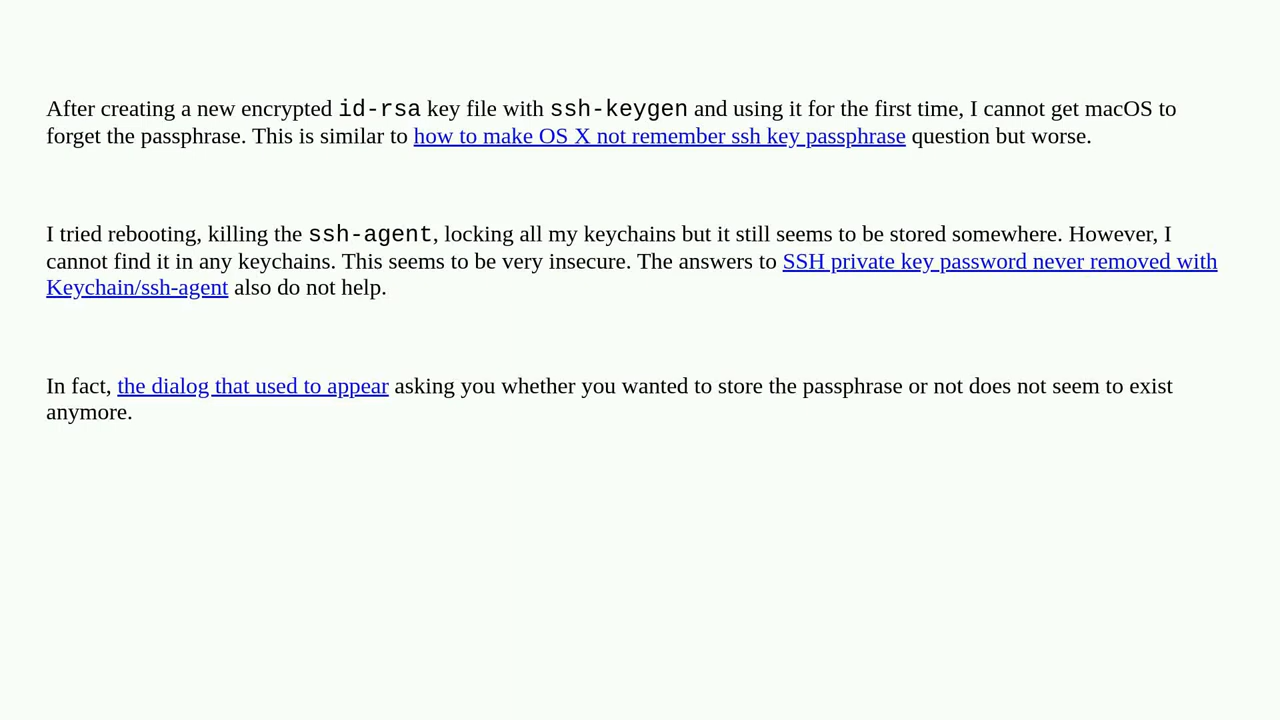 After creating a new encrypted id-rsa key file with ssh-keygen and using it for the first time, I cannot get macOS to
forget the passphrase. This is similar to how to make OS X not remember ssh key passphrase question but worse.
I tried rebooting, killing the ssh-agent, locking all my keychains but it still seems to be stored somewhere. However, I
cannot find it in any keychains. This seems to be very insecure. The answers to SSH private key password never removed with
Keychain/ssh-agent also do not help.
In fact, the dialog that used to appear asking you whether you wanted to store the passphrase or not does not seem to exist
anymore.